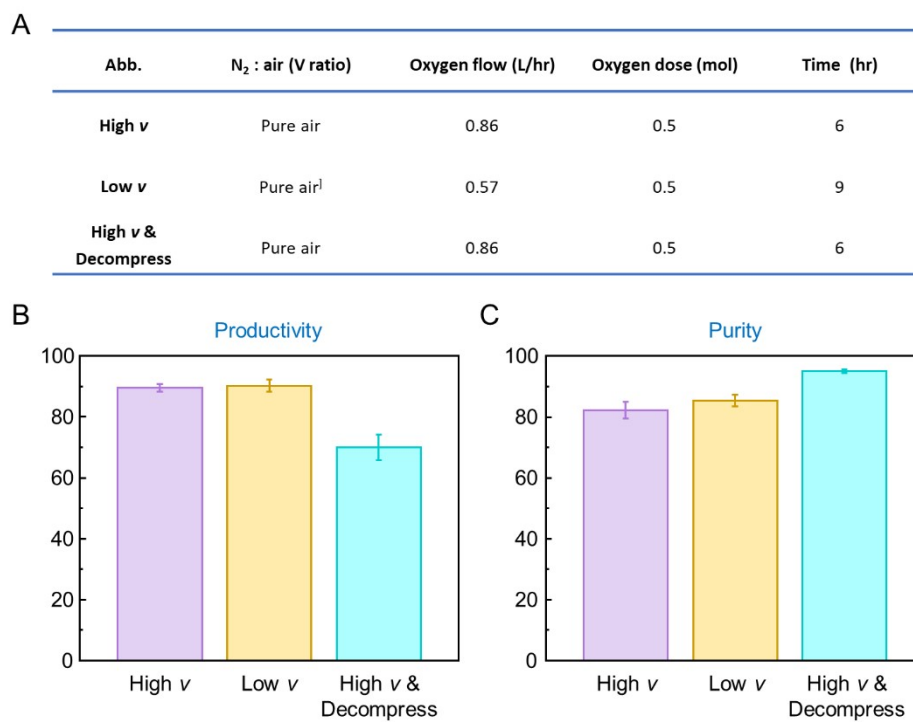 A
Abb. N₂ : air (V ratio) Oxygen flow (L/hr) Oxygen dose (mol) Time (hr)
High v Pure air 0.86 0.5 6
Low v Pure air] 0.57 0.5 9
High v &
Decompress Pure air 0.86 0.5 6
B
Productivity
100
80
60
40
20
0
High v Low v High v &
Decompress
C
Purity
100
80
60
40
20
0
High v Low v High v &
Decompress